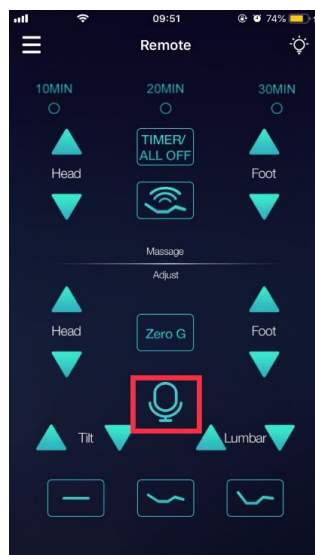 09:51 74%
Remote
10MIN 20MIN 30MIN
TIMER/
ALL OFF
Head Foot
Massage
Adjust
Head Zero G Foot
Tilt Lumbar